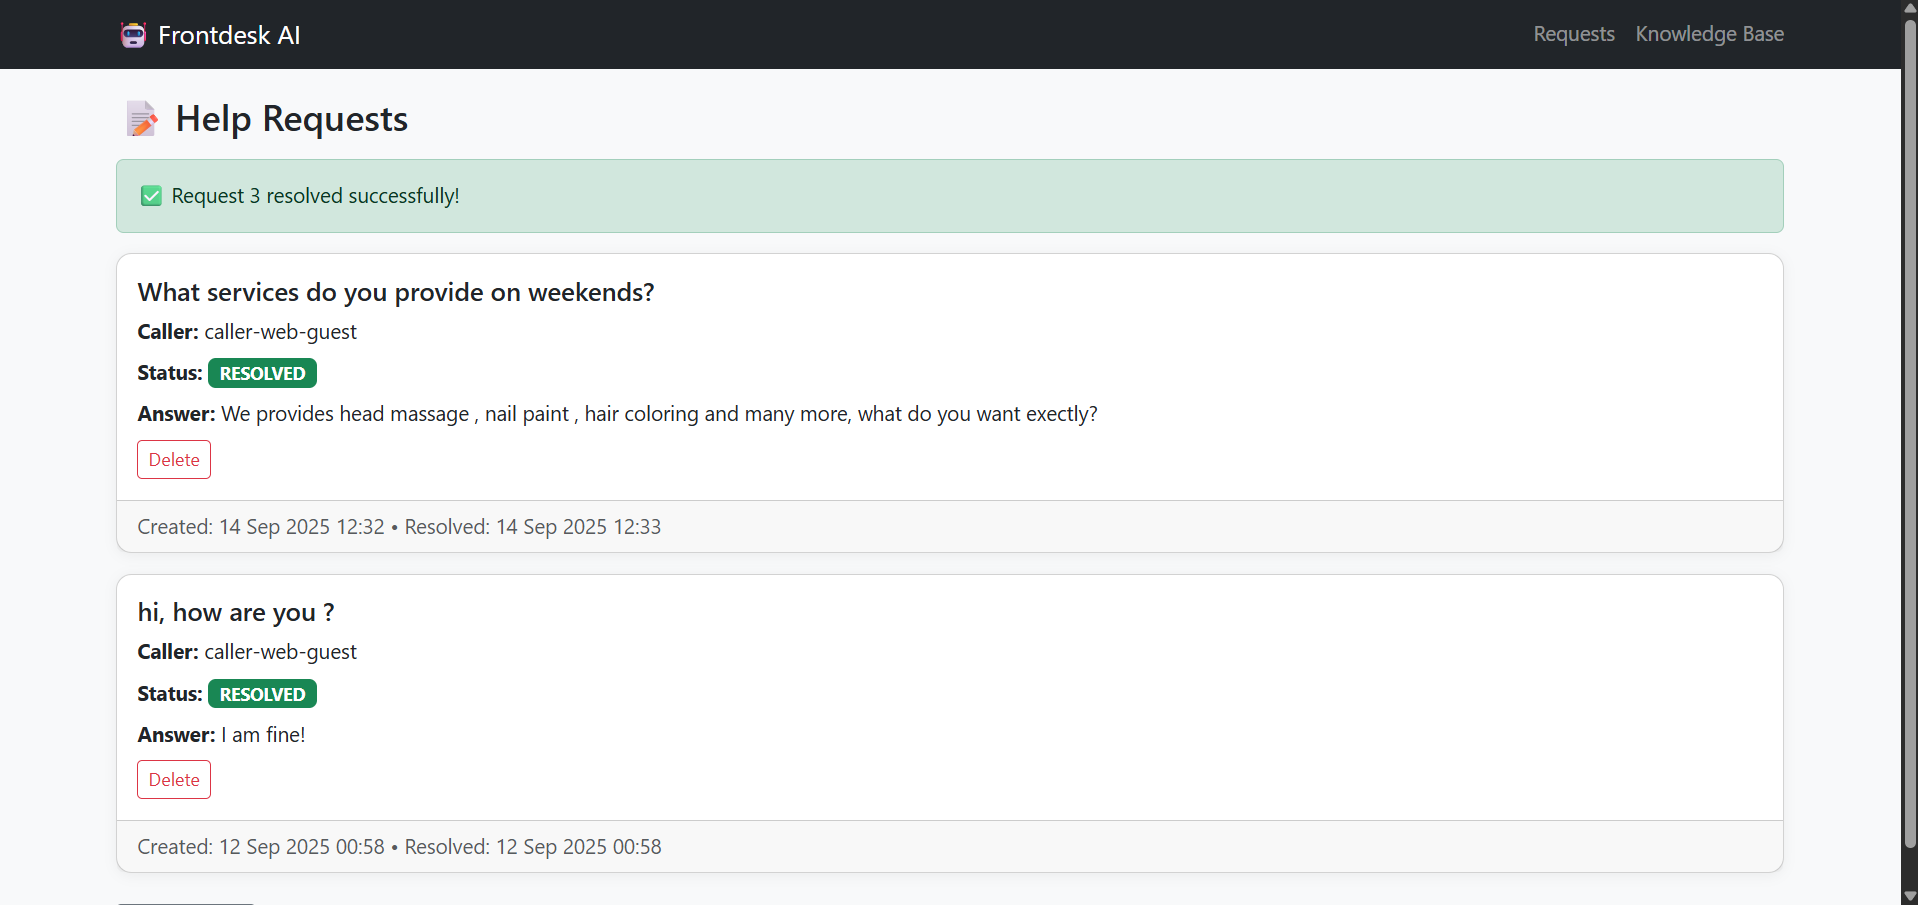 Frontdesk AI
Requests Knowledge Base
Help Requests
Request 3 resolved successfully!
What services do you provide on weekends?
Caller: caller-web-guest
Status: RESOLVED
Answer: We provides head massage , nail paint , hair coloring and many more, what do you want exectly?
Delete
Created: 14 Sep 2025 12:32 • Resolved: 14 Sep 2025 12:33
hi, how are you ?
Caller: caller-web-guest
Status: RESOLVED
Answer: I am fine!
Delete
Created: 12 Sep 2025 00:58 • Resolved: 12 Sep 2025 00:58